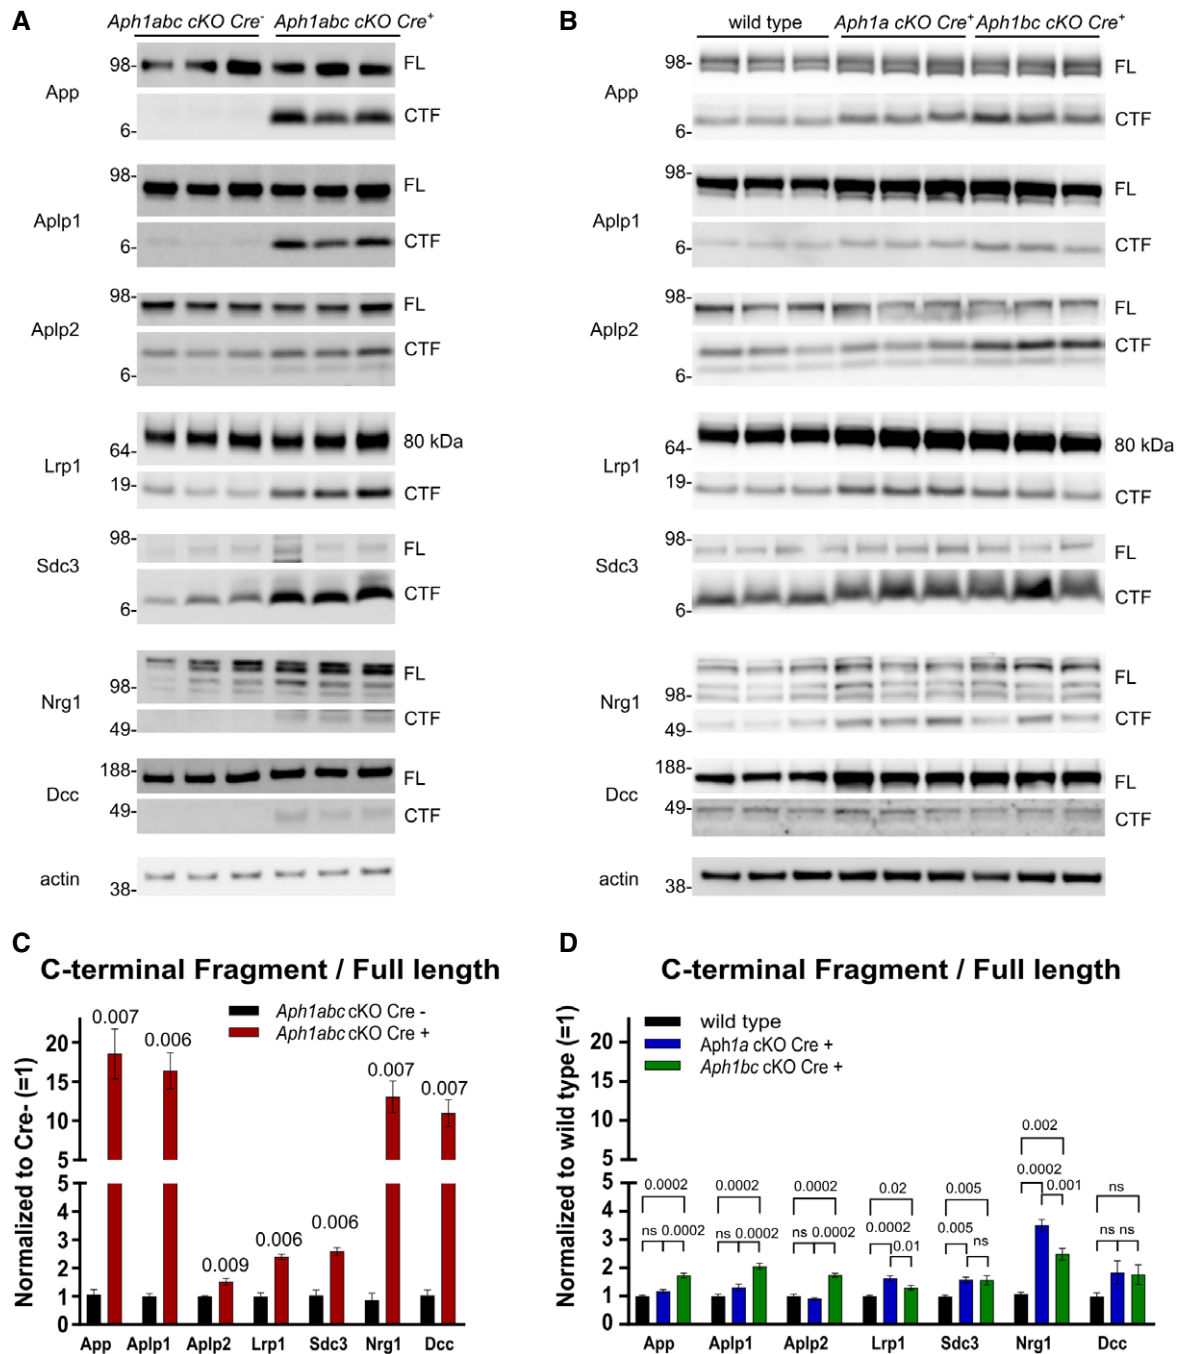 A
Aph1abc cKO Cre⁻ Aph1abc cKO Cre⁺
App
98-
FL
6-
CTF
Aplp1
98-
FL
6-
CTF
Aplp2
98-
FL
6-
CTF
Lrp1
64-
80 kDa
19-
CTF
Sdc3
98-
FL
6-
CTF
Nrg1
98-
FL
49-
CTF
Dcc
188-
FL
49-
CTF
actin
38-
B
wild type Aph1a cKO Cre⁺ Aph1bc cKO Cre⁺
App
98-
FL
6-
CTF
Aplp1
98-
FL
6-
CTF
Aplp2
98-
FL
6-
CTF
Lrp1
64-
80 kDa
19-
CTF
Sdc3
98-
FL
6-
CTF
Nrg1
98-
FL
49-
CTF
Dcc
188-
FL
49-
CTF
actin
38-
C
C-terminal Fragment / Full length
Normalized to Cre- (=1)
Aph1abc cKO Cre -
Aph1abc cKO Cre +
20
15
10
5
5
4
3
2
1
0
0.007
0.006
0.009
0.006
0.006
0.007
0.007
App Aplp1 Aplp2 Lrp1 Sdc3 Nrg1 Dcc
D
C-terminal Fragment / Full length
Normalized to wild type (=1)
wild type
Aph1a cKO Cre +
Aph1bc cKO Cre +
20
15
10
5
5
4
3
2
1
0
0.0002
ns 0.0002
0.0002
ns 0.0002
0.0002
ns 0.0002
0.02
0.0002
0.01
0.005
0.005
ns
0.002
0.0002
0.001
ns
ns ns
App Aplp1 Aplp2 Lrp1 Sdc3 Nrg1 Dcc